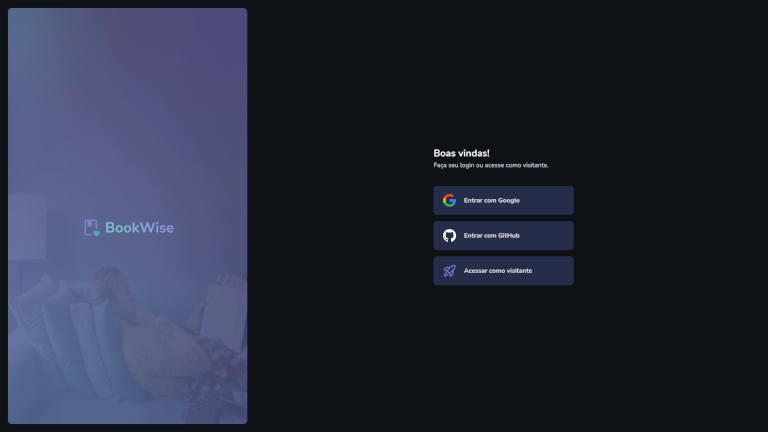 BookWise
Boas vindas!
Faça seu login ou acesse como visitante.
Entrar com Google
Entrar com GitHub
Acessar como visitante